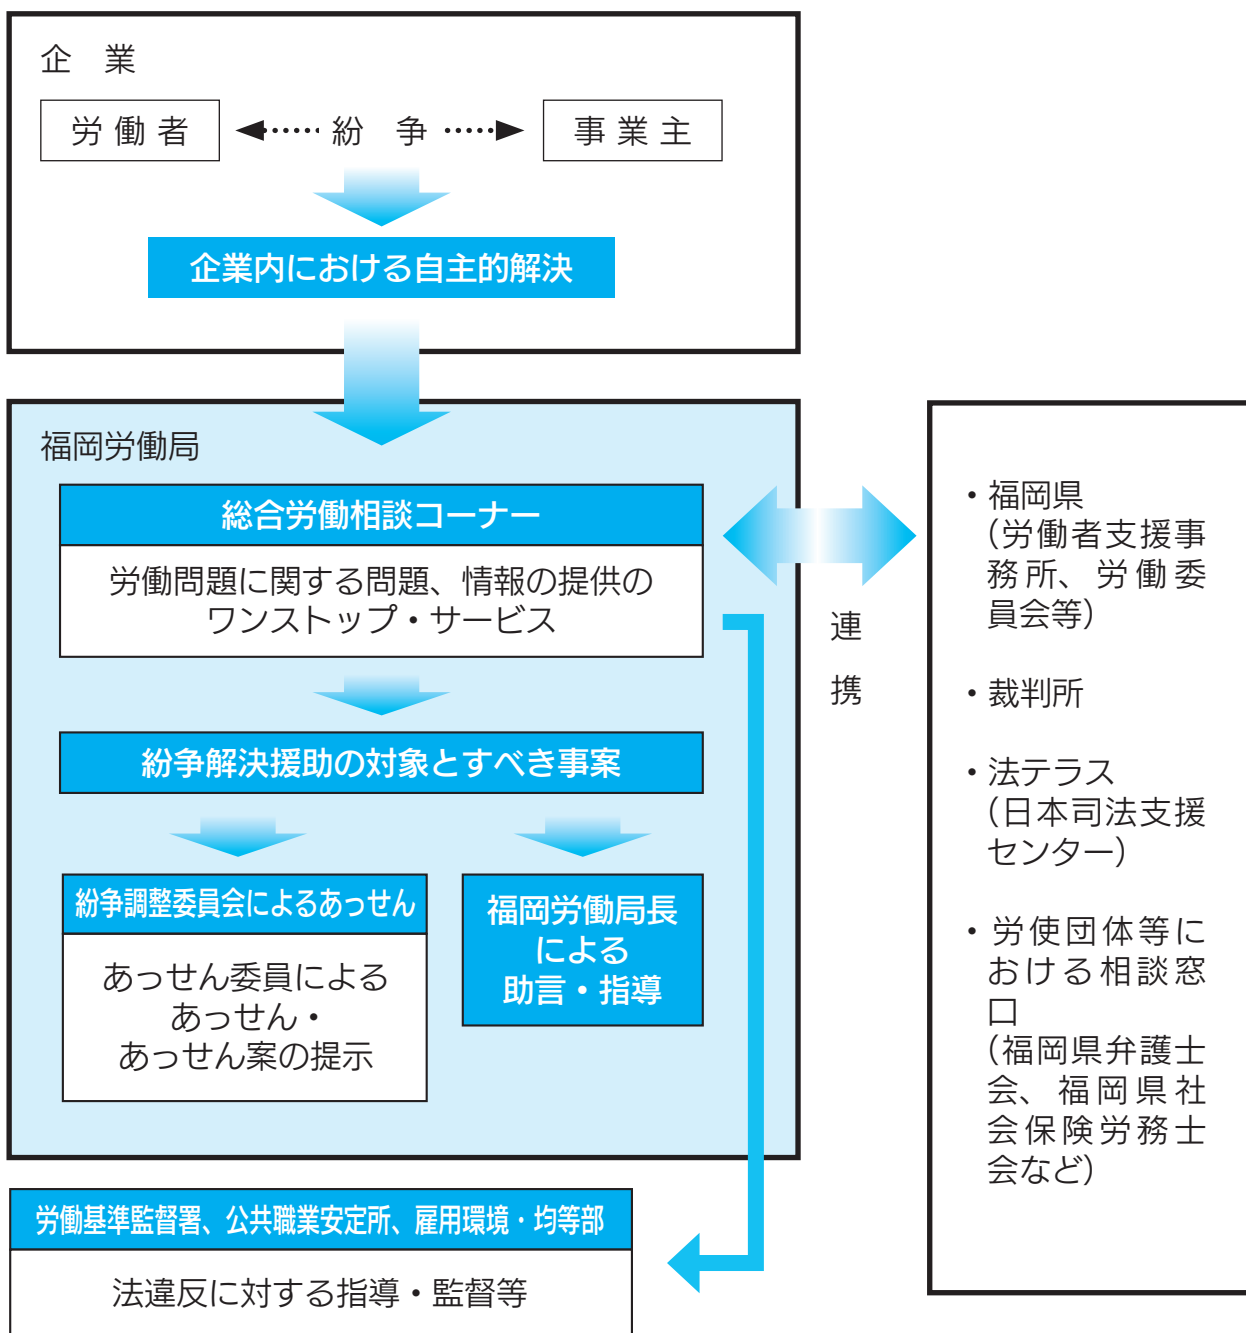 企　業
労働者
紛　争
事業主
企業内における自主的解決
福岡労働局
総合労働相談コーナー
労働問題に関する問題、情報の提供の
ワンストップ・サービス
紛争解決援助の対象とすべき事案
紛争調整委員会によるあっせん
あっせん委員による
あっせん・
あっせん案の提示
福岡労働局長
による
助言・指導
労働基準監督署、公共職業安定所、雇用環境・均等部
法違反に対する指導・監督等
連
携
・福岡県
（労働者支援事
務所、労働委
員会等）
・裁判所
・法テラス
（日本司法支援
センター）
・労使団体等に
おける相談窓
口
（福岡県弁護士
会、福岡県社
会保険労務士
会など）